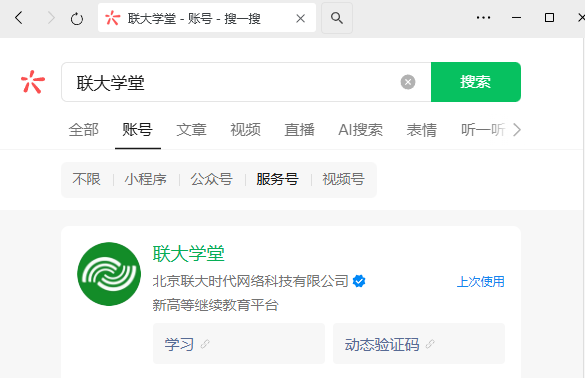 联大学堂 - 账号 - 搜一搜
联大学堂 搜索
全部 账号 文章 视频 直播 AI搜索 表情 听一听
不限 小程序 公众号 服务号 视频号
联大学堂
北京联大时代网络科技有限公司 上次使用
新高等继续教育平台
学习 动态验证码